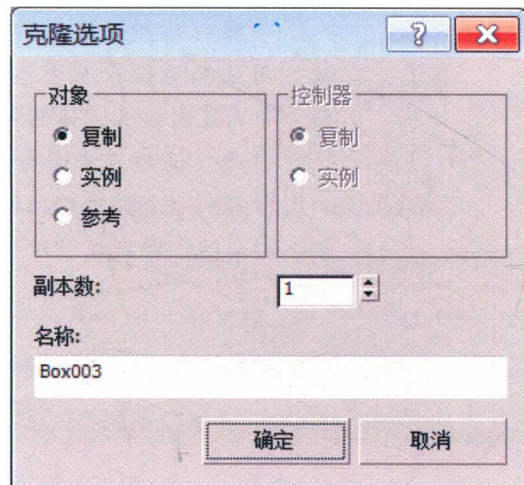 克隆选项
对象
复制
实例
参考
控制器
复制
实例
副本数:
1
名称:
Box003
确定
取消